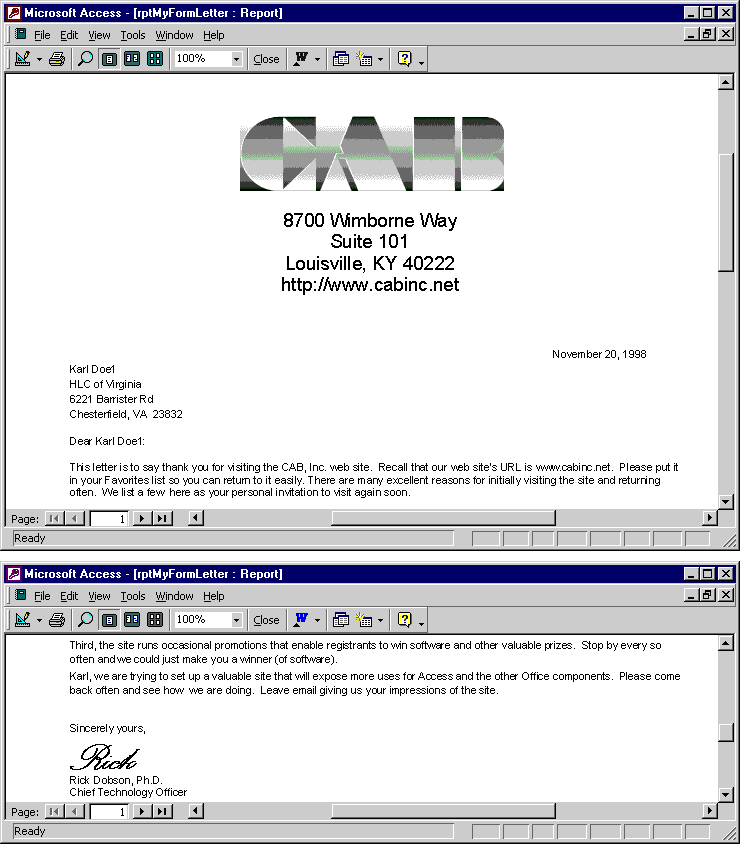 Microsoft Access - [rptMyFormLetter : Report]
File Edit View Tools Window Help
100% Close W ?
CAB
8700 Wimborne Way
Suite 101
Louisville, KY 40222
http://www.cabinc.net
November 20, 1998
Karl Doe1
HLC of Virginia
6221 Barrister Rd
Chesterfield, VA 23832
Dear Karl Doe1:
This letter is to say thank you for visiting the CAB, Inc. web site. Recall that our web site's URL is www.cabinc.net. Please put it
in your Favorites list so you can return to it easily. There are many excellent reasons for initially visiting the site and returning
often. We list a few here as your personal invitation to visit again soon.
Page: 1
Ready
Microsoft Access - [rptMyFormLetter : Report]
File Edit View Tools Window Help
100% Close W ?
Third, the site runs occasional promotions that enable registrants to win software and other valuable prizes. Stop by every so
often and we could just make you a winner (of software).
Karl, we are trying to set up a valuable site that will expose more uses for Access and the other Office components. Please come
back often and see how we are doing. Leave email giving us your impressions of the site.
Sincerely yours,
Rick
Rick Dobson, Ph.D.
Chief Technology Officer
Page: 1
Ready